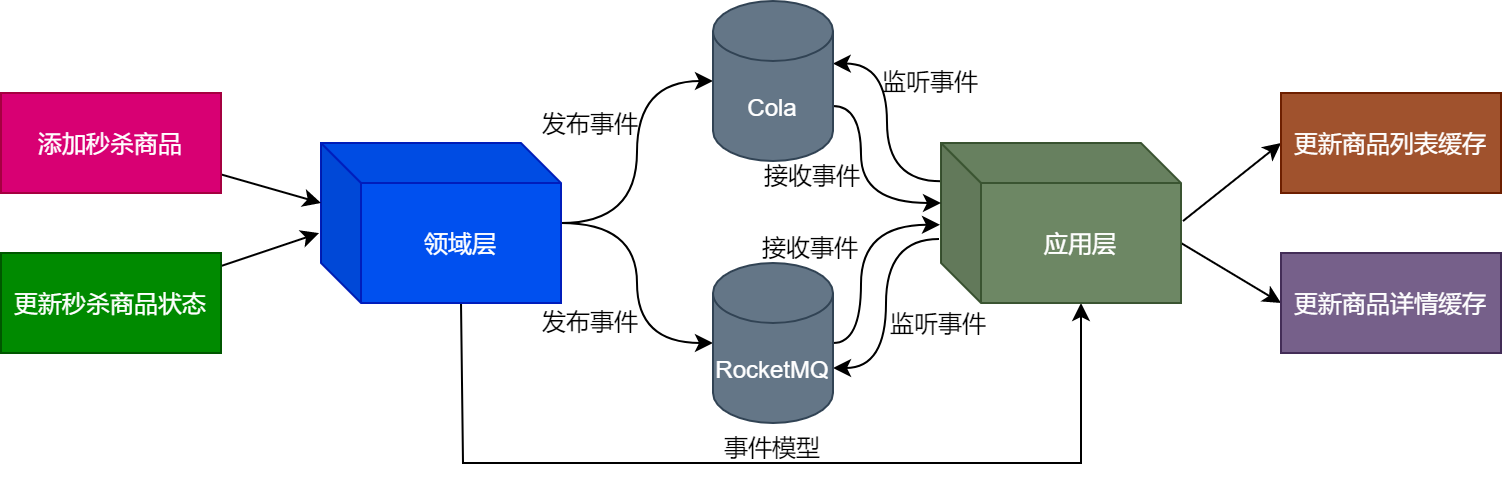 添加秒杀商品
更新秒杀商品状态
领域层
发布事件
发布事件
Cola
监听事件
接收事件
接收事件
RocketMQ
监听事件
事件模型
应用层
更新商品列表缓存
更新商品详情缓存